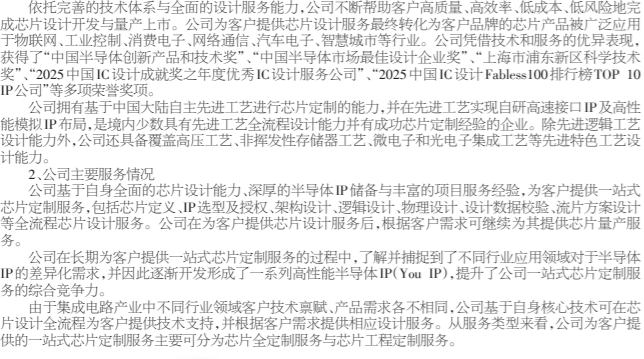 依托完善的技术体系与全面的设计服务能力，公司不断帮助客户高质量、高效率、低成本、低风险地完
成芯片设计开发与量产上市。公司为客户提供芯片设计服务最终转化为客户品牌的芯片产品被广泛应用
于物联网、工业控制、消费电子、网络通信、汽车电子、智慧城市等行业。公司凭借技术和服务的优异表现，
获得了“中国半导体创新产品和技术奖”、“中国半导体市场最佳设计企业奖”、“上海市浦东新区科学技术
奖”、“2025中国IC设计成就奖之年度优秀IC设计服务公司”、“2025中国IC设计Fabless100排行榜TOP 10
IP公司”等多项荣誉奖项。
公司拥有基于中国大陆自主先进工艺进行芯片定制的能力，并在先进工艺实现自研高速接口IP及高性
能模拟IP布局，是境内少数具有先进工艺全流程设计能力并有成功芯片定制经验的企业。除先进逻辑工艺
设计能力外，公司还具备覆盖高压工艺、非挥发性存储器工艺、微电子和光电子集成工艺等先进特色工艺设
计能力。
2、公司主要服务情况
公司基于自身全面的芯片设计能力、深厚的半导体IP储备与丰富的项目服务经验，为客户提供一站式
芯片定制服务，包括芯片定义、IP选型及授权、架构设计、逻辑设计、物理设计、设计数据校验、流片方案设计
等全流程芯片设计服务。公司在为客户提供芯片设计服务后，根据客户需求可继续为其提供芯片量产服
务。
公司在长期为客户提供一站式芯片定制服务的过程中，了解并捕捉到了不同行业应用领域对于半导体
IP的差异化需求，并因此逐渐开发形成了一系列高性能半导体IP（You IP），提升了公司一站式芯片定制服
务的综合竞争力。
由于集成电路产业中不同行业领域客户技术禀赋、产品需求各不相同，公司基于自身核心技术可在芯
片设计全流程为客户提供技术支持，并根据客户需求提供相应设计服务。从服务类型来看，公司为客户提
供的一站式芯片定制服务主要可分为芯片全定制服务与芯片工程定制服务。